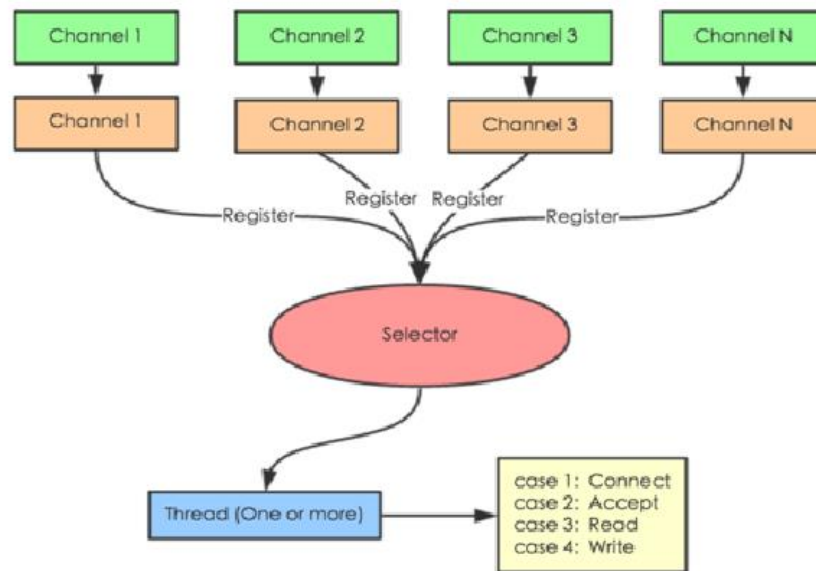 Channel 1
Channel 2
Channel 3
Channel N
Channel 1
Channel 2
Channel 3
Channel N
Register
Register
Register
Register
Selector
Thread (One or more)
case 1: Connect
case 2: Accept
case 3: Read
case 4: Write